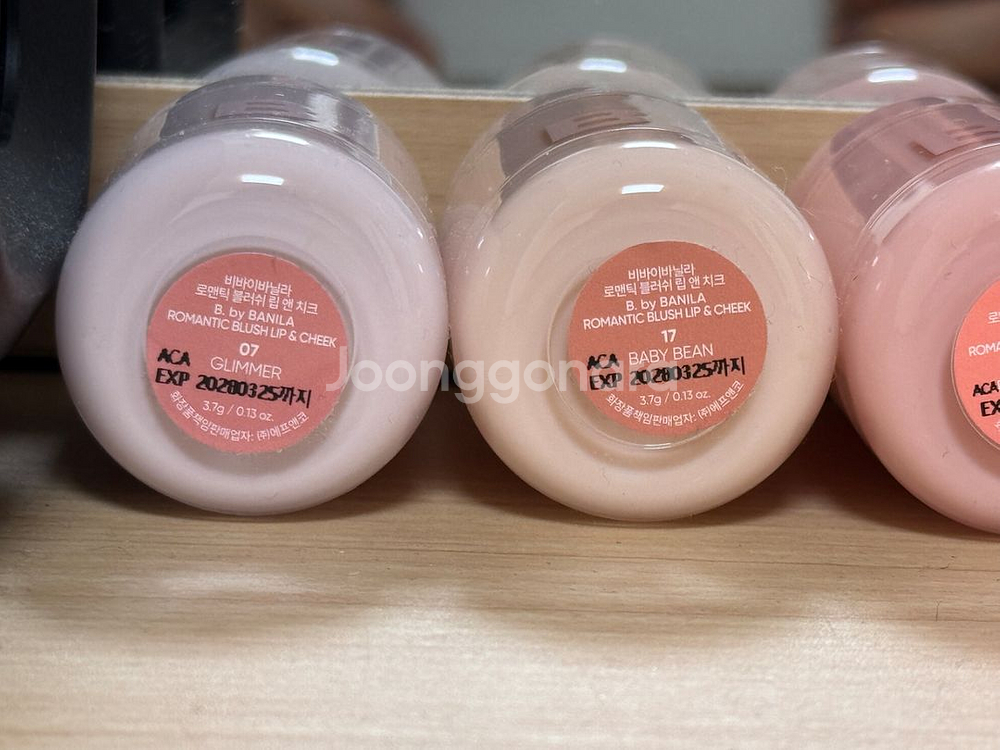 비바이바닐라
로맨틱 블러쉬 립 앤 치크
B. by BANILA
ROMANTIC BLUSH LIP & CHEEK
07
GLIMMER
ACA
EXP 20280325까지
3.7g / 0.13 oz.
화장품책임판매업자: (주)에프앤코
비바이바닐라
로맨틱 블러쉬 립 앤 치크
B. by BANILA
ROMANTIC BLUSH LIP & CHEEK
17
BABY BEAN
ACA
EXP 20280325까지
3.7g / 0.13 oz.
화장품책임판매업자: (주)에프앤코
ACA
Joonggonara